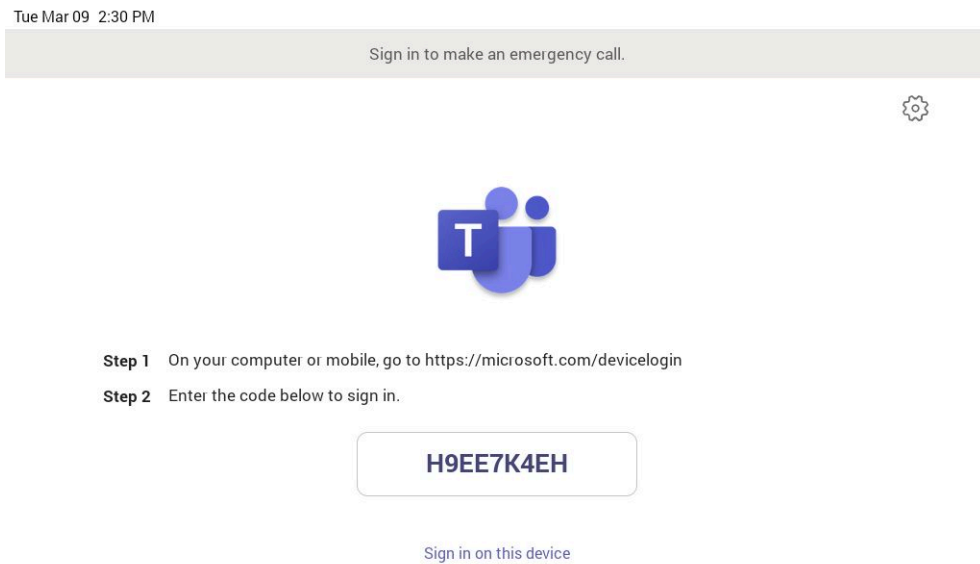 Tue Mar 09 2:30 PM
Sign in to make an emergency call.
T
Step 1 On your computer or mobile, go to https://microsoft.com/devicelogin
Step 2 Enter the code below to sign in.
H9EE7K4EH
Sign in on this device